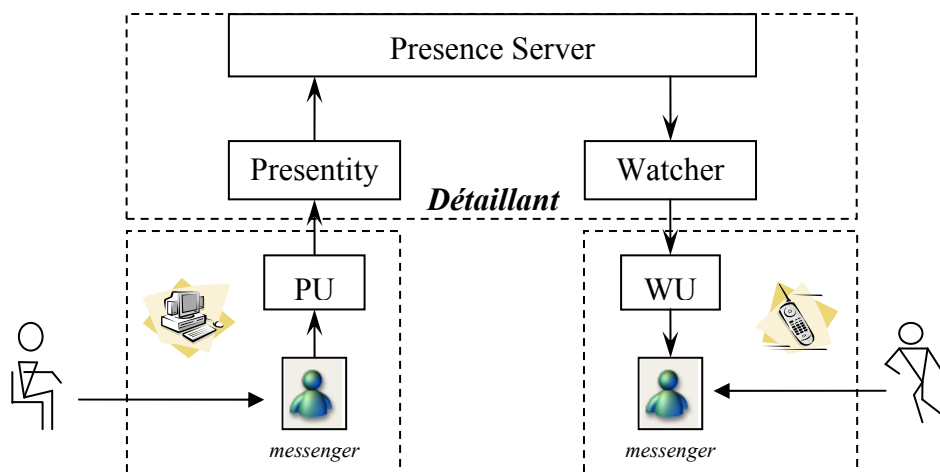 Presence Server
Presentity
Watcher
Détaillant
PU
WU
messenger
messenger